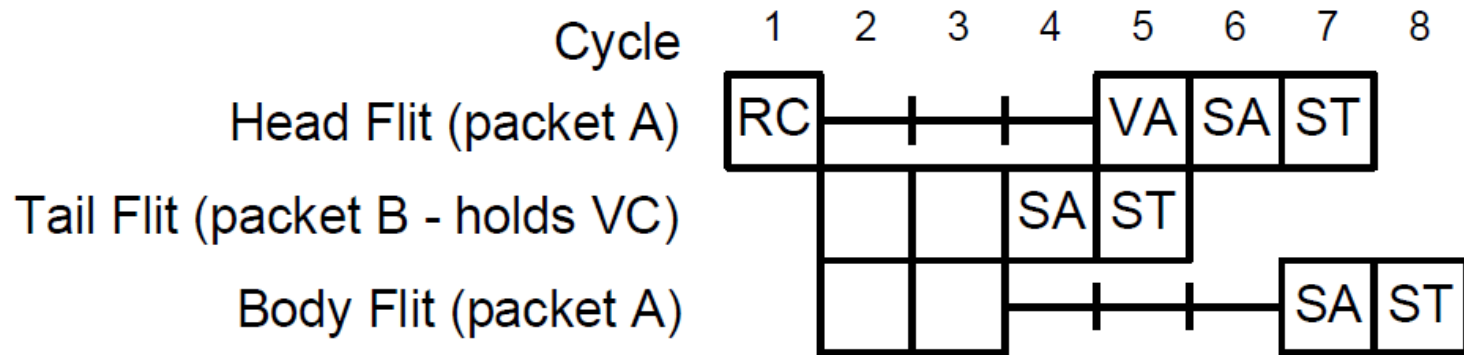 Cycle 1 2 3 4 5 6 7 8
Head Flit (packet A) RC VA SA ST
Tail Flit (packet B - holds VC) SA ST
Body Flit (packet A) SA ST